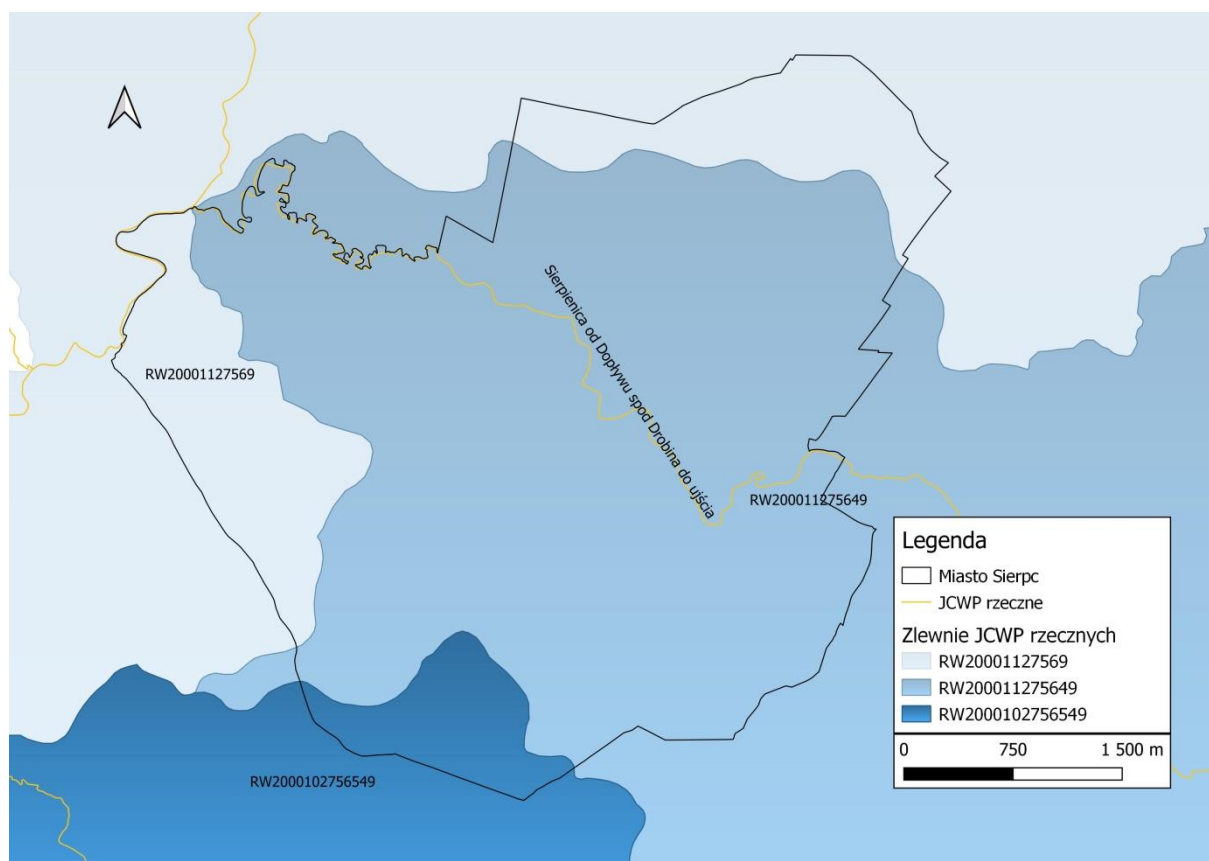 RW20001127569
Sierpienica od Dopływu spod Drobina do ujścia
RW200011275649
RW2000102756549
Legenda
Miasto Sierpc
JCWP rzeczne
Zlewnie JCWP rzecznych
RW20001127569
RW200011275649
RW2000102756549
0 750 1 500 m